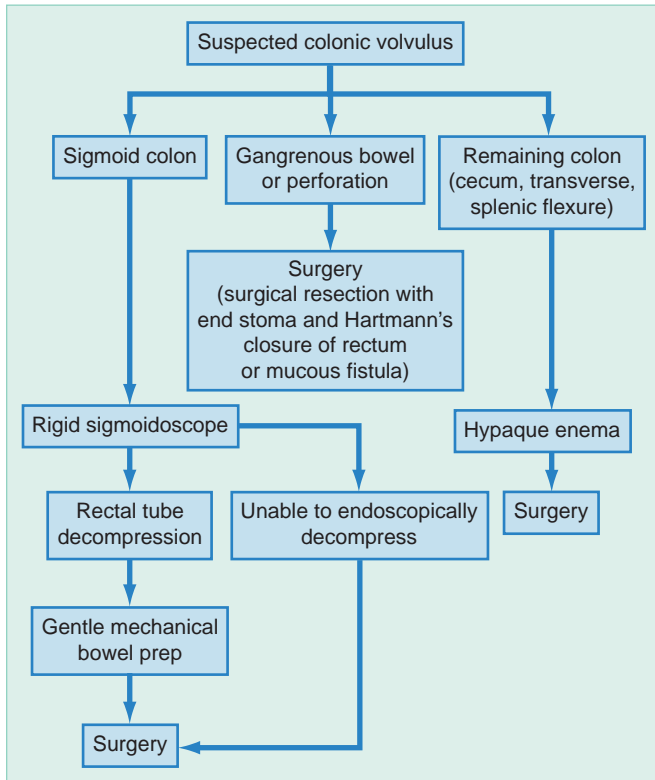 Suspected colonic volvulus
Sigmoid colon
Gangrenous bowel
or perforation
Remaining colon
(cecum, transverse,
splenic flexure)
Surgery
(surgical resection with
end stoma and Hartmann's
closure of rectum
or mucous fistula)
Rigid sigmoidoscope
Hypaque enema
Rectal tube
decompression
Unable to endoscopically
decompress
Surgery
Gentle mechanical
bowel prep
Surgery